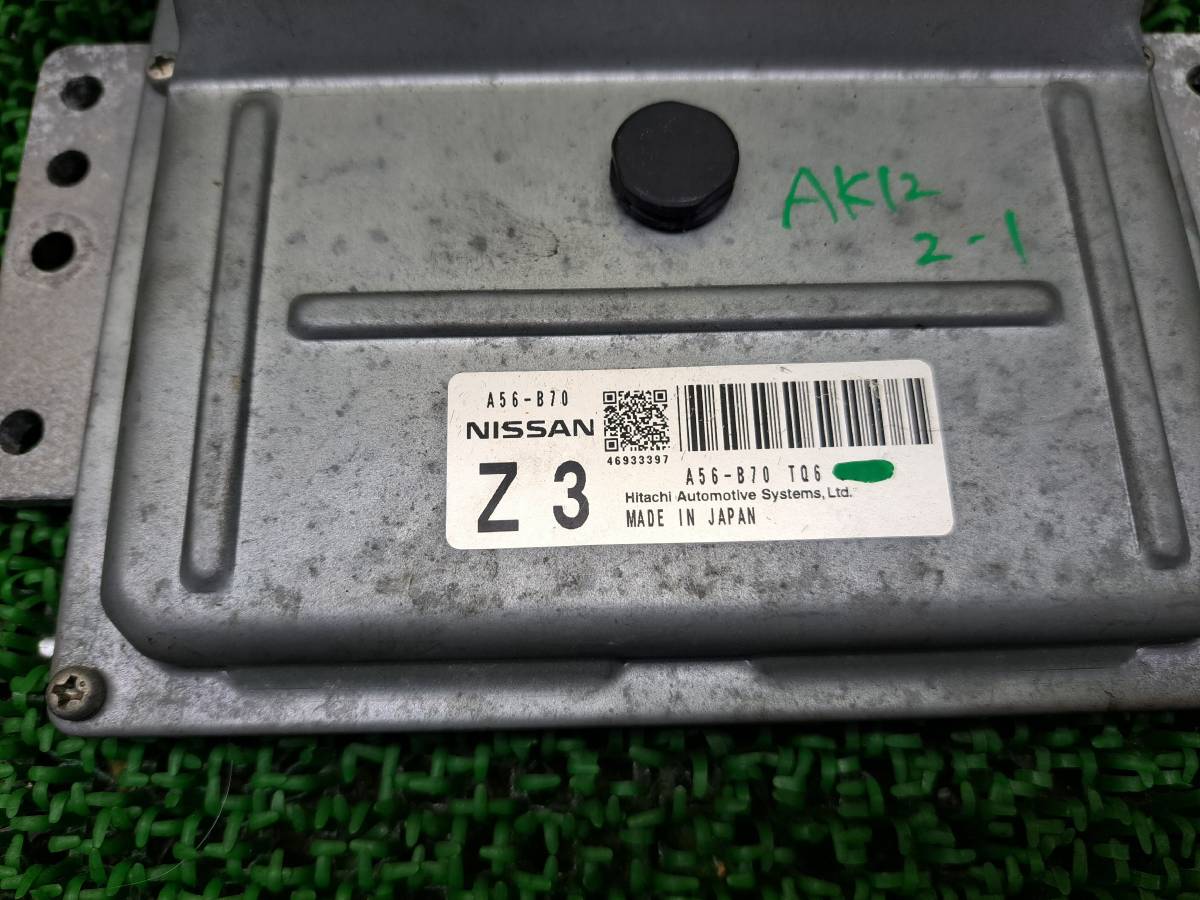 AK12
2-1
A56-B70
NISSAN
46933397
Z 3
A56-B70 TQ6
Hitachi Automotive Systems, Ltd.
MADE IN JAPAN